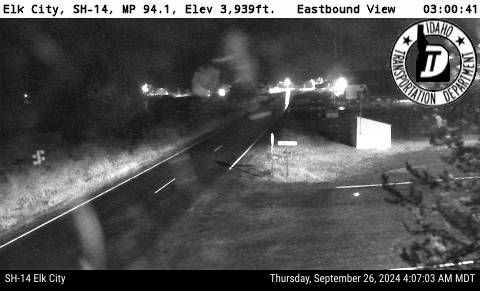 Elk City, SH-14, MP 94.1, Elev 3,939ft. Eastbound View 03:00:41
IDAHO
TRANSPORTATION DEPARTMENT
SH-14 Elk City Thursday, September 26, 2024 4:07:03 AM MDT